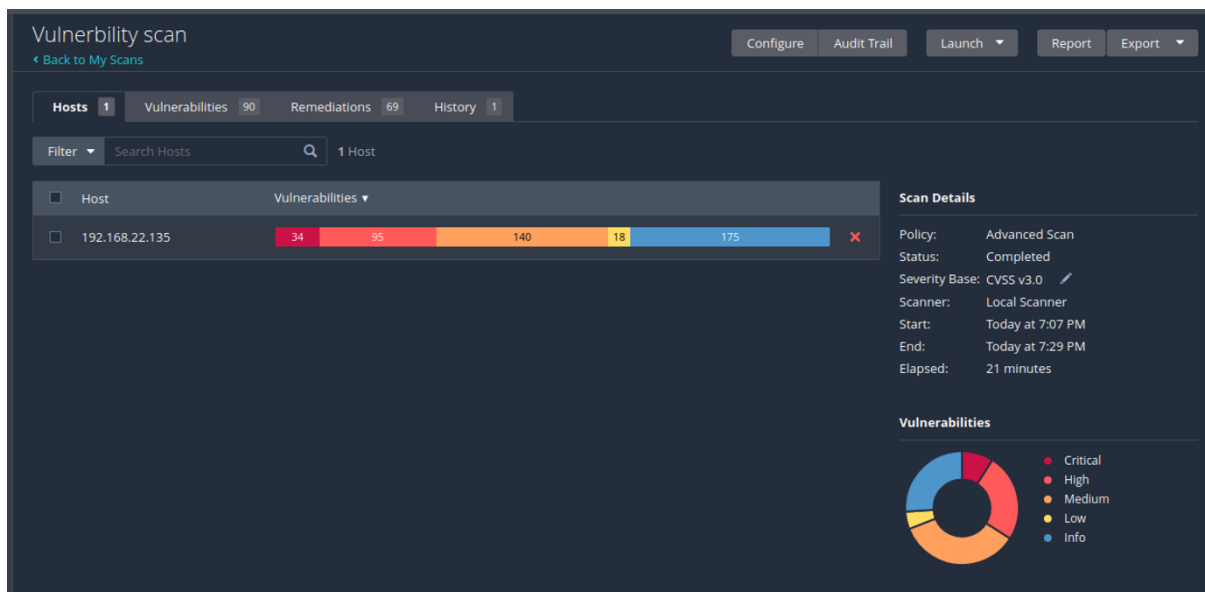 Vulnerbility scan
Back to My Scans
Configure Audit Trail Launch Report Export
Hosts 1 Vulnerabilities 90 Remediations 69 History 1
Filter Search Hosts 1 Host
Host Vulnerabilities
192.168.22.135 34 95 140 18 175
Scan Details
Policy: Advanced Scan
Status: Completed
Severity Base: CVSS v3.0
Scanner: Local Scanner
Start: Today at 7:07 PM
End: Today at 7:29 PM
Elapsed: 21 minutes
Vulnerabilities
Critical
High
Medium
Low
Info